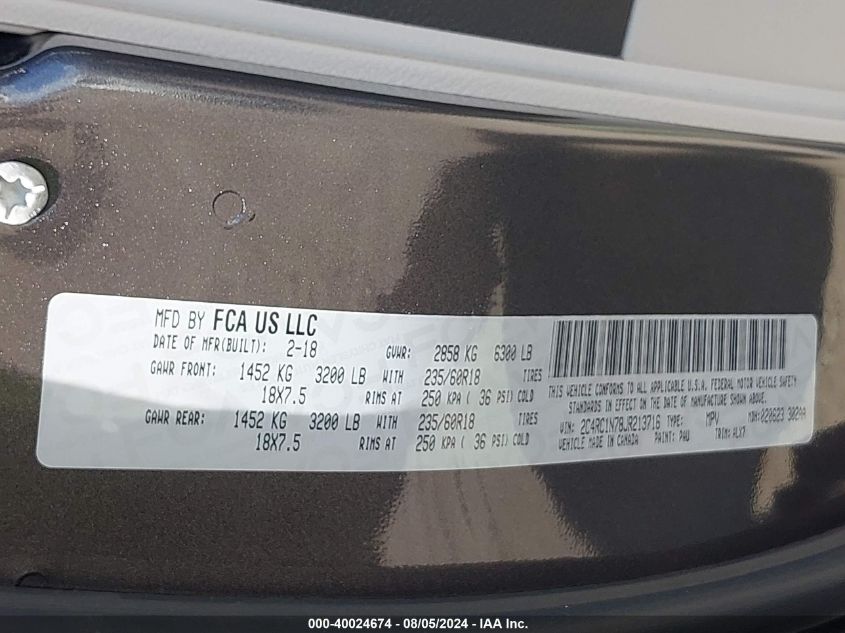 MFD BY FCA US LLC
DATE OF MFR(BUILT): 2-18 GVWR: 2858 KG 6300 LB
GAWR FRONT: 1452 KG 3200 LB WITH 235/60R18 TIRES
18X7.5 RIMS AT 250 KPA ( 36 PSI) COLD
GAWR REAR: 1452 KG 3200 LB WITH 235/60R18 TIRES
18X7.5 RIMS AT 250 KPA ( 36 PSI) COLD
THIS VEHICLE CONFORMS TO ALL APPLICABLE U.S.A. FEDERAL MOTOR VEHICLE SAFETY
STANDARDS IN EFFECT ON THE DATE OF MANUFACTURE SHOWN ABOVE.
VIN: 2C4RC1N78JR213716 TYPE: MPV MDH: 020623 302AA
MADE IN CANADA PAINT: PAU TRIM: ALX7
000-40024674 - 08/05/2024 - IAA Inc.